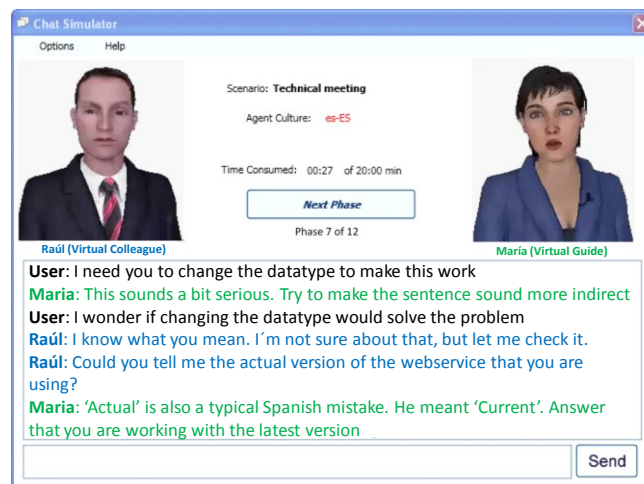 Chat Simulator
Options Help
Scenario: Technical meeting
Agent Culture: es-ES
Time Consumed: 00:27 of 20:00 min
Next Phase
Phase 7 of 12
Raúl (Virtual Colleague)
María (Virtual Guide)
User: I need you to change the datatype to make this work
Maria: This sounds a bit serious. Try to make the sentence sound more indirect
User: I wonder if changing the datatype would solve the problem
Raúl: I know what you mean. I´m not sure about that, but let me check it.
Raúl: Could you tell me the actual version of the webservice that you are
using?
Maria: ‘Actual’ is also a typical Spanish mistake. He meant ‘Current’. Answer
that you are working with the latest version
Send